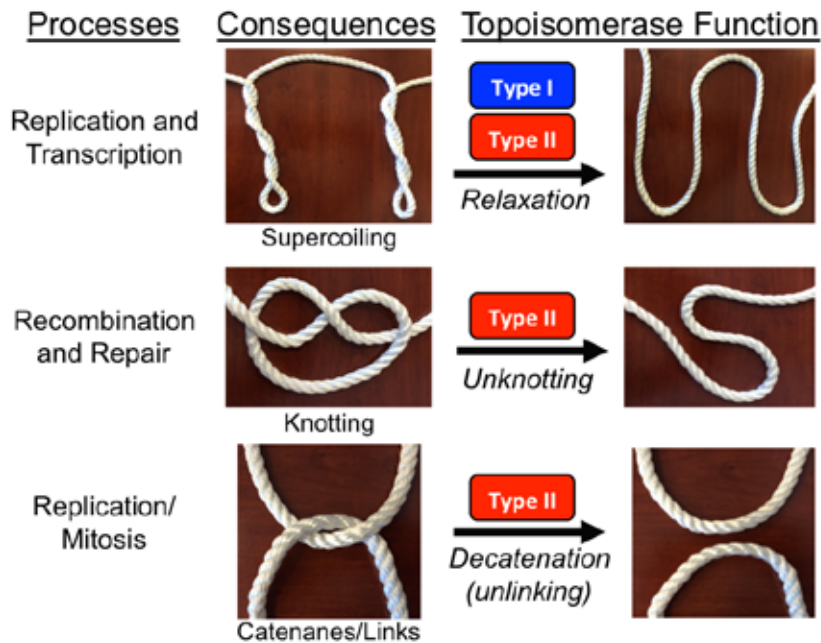 Processes Consequences Topoisomerase Function
Replication and
Transcription
Supercoiling
Type I
Type II
Relaxation
Recombination
and Repair
Knotting
Type II
Unknotting
Replication/
Mitosis
Catenanes/Links
Type II
Decatenation
(unlinking)